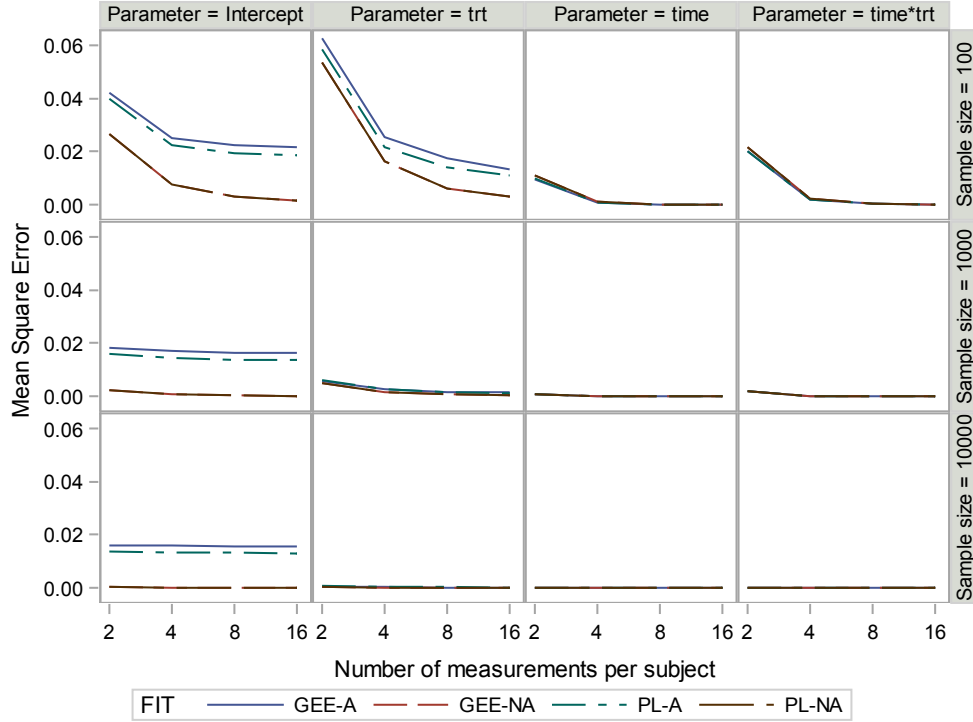 Parameter = Intercept
Parameter = trt
Parameter = time
Parameter = time*trt
0.06
0.04
0.02
0.00
Sample size = 100
0.06
0.04
0.02
0.00
Sample size = 1000
0.06
0.04
0.02
0.00
Sample size = 10000
Mean Square Error
2 4 8 16
2 4 8 16
2 4 8 16
2 4 8 16
Number of measurements per subject
FIT GEE-A GEE-NA PL-A PL-NA